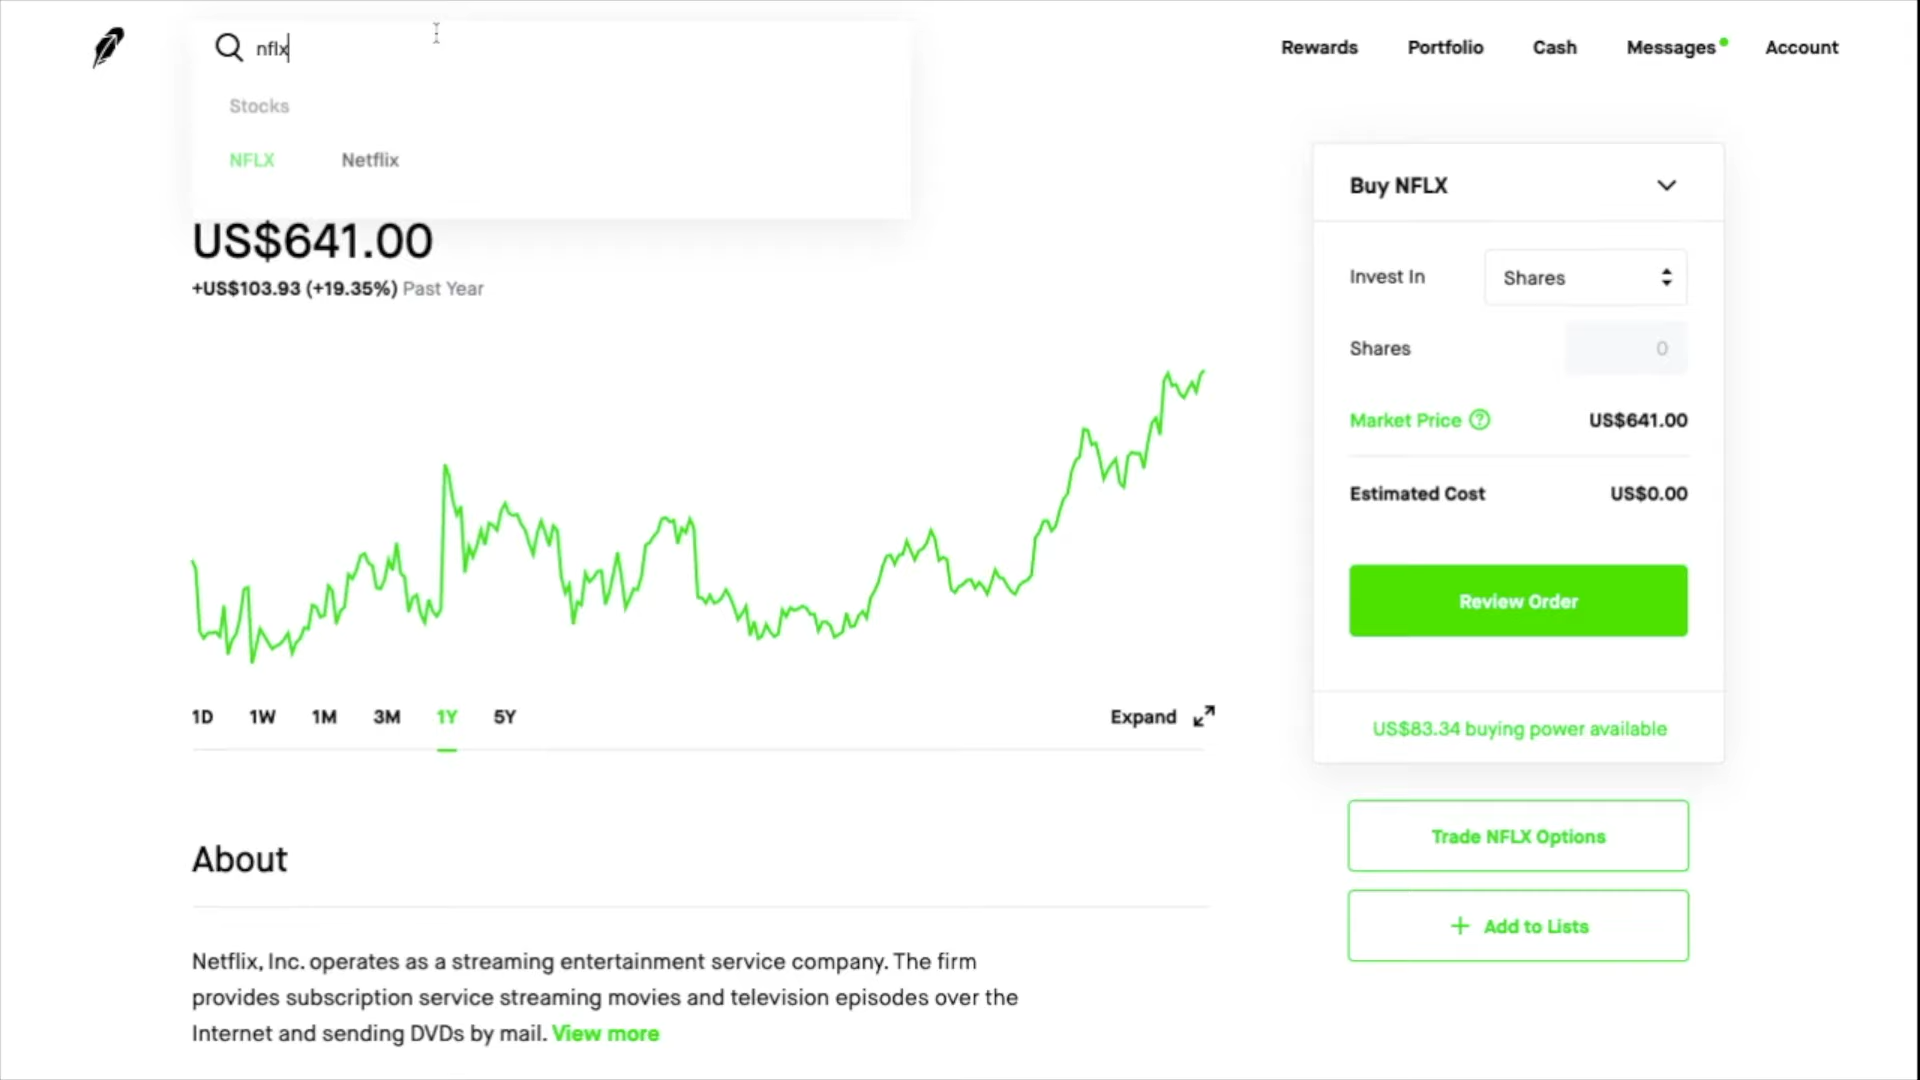 nflx
Rewards Portfolio Cash Messages Account
Stocks
NFLX Netflix
US$641.00
+US$103.93 (+19.35%) Past Year
1D 1W 1M 3M 1Y 5Y Expand
About
Netflix, Inc. operates as a streaming entertainment service company. The firm
provides subscription service streaming movies and television episodes over the
Internet and sending DVDs by mail. View more
Buy NFLX
Invest In Shares
Shares 0
Market Price ? US$641.00
Estimated Cost US$0.00
Review Order
US$83.34 buying power available
Trade NFLX Options
+ Add to Lists